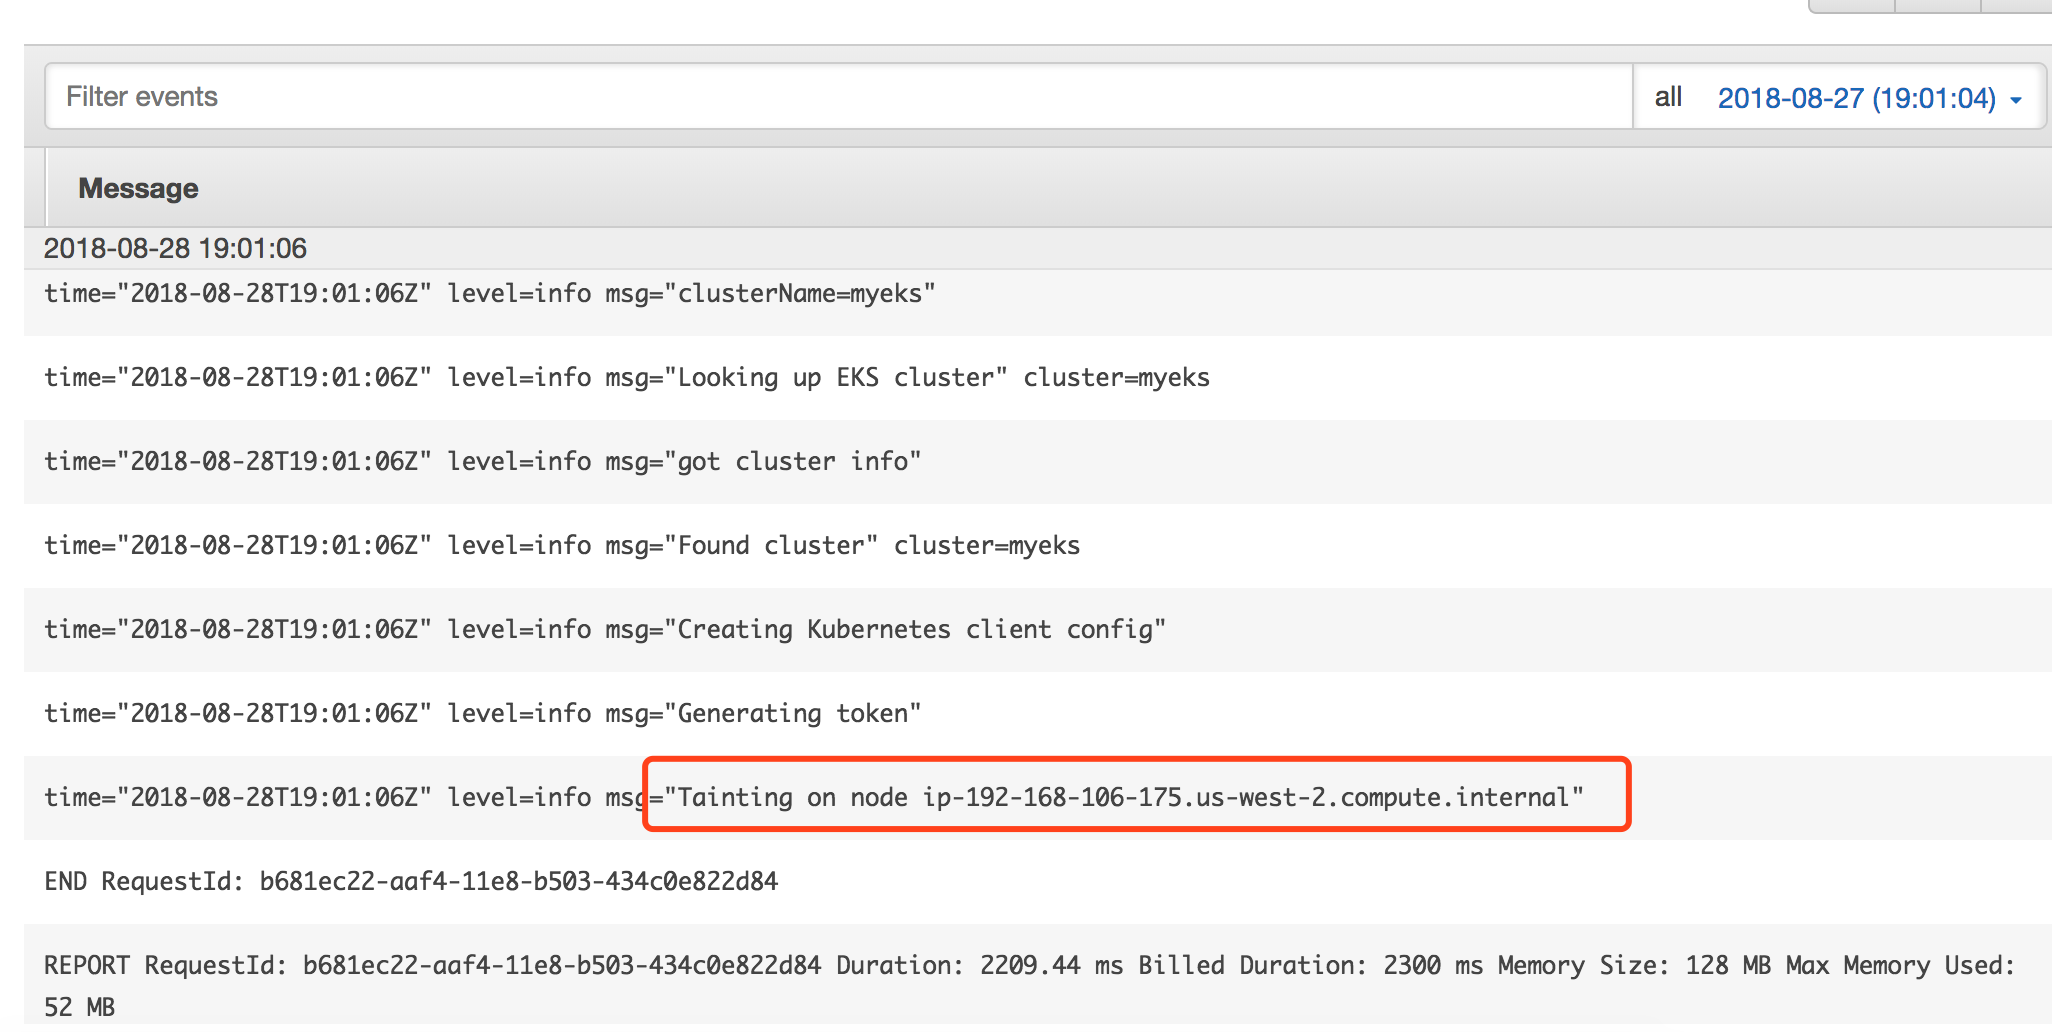 Filter events
all 2018-08-27 (19:01:04)
Message
2018-08-28 19:01:06
time="2018-08-28T19:01:06Z" level=info msg="clusterName=myeks"
time="2018-08-28T19:01:06Z" level=info msg="Looking up EKS cluster" cluster=myeks
time="2018-08-28T19:01:06Z" level=info msg="got cluster info"
time="2018-08-28T19:01:06Z" level=info msg="Found cluster" cluster=myeks
time="2018-08-28T19:01:06Z" level=info msg="Creating Kubernetes client config"
time="2018-08-28T19:01:06Z" level=info msg="Generating token"
time="2018-08-28T19:01:06Z" level=info msg="Tainting on node ip-192-168-106-175.us-west-2.compute.internal"
END RequestId: b681ec22-aaf4-11e8-b503-434c0e822d84
REPORT RequestId: b681ec22-aaf4-11e8-b503-434c0e822d84 Duration: 2209.44 ms Billed Duration: 2300 ms Memory Size: 128 MB Max Memory Used:
52 MB